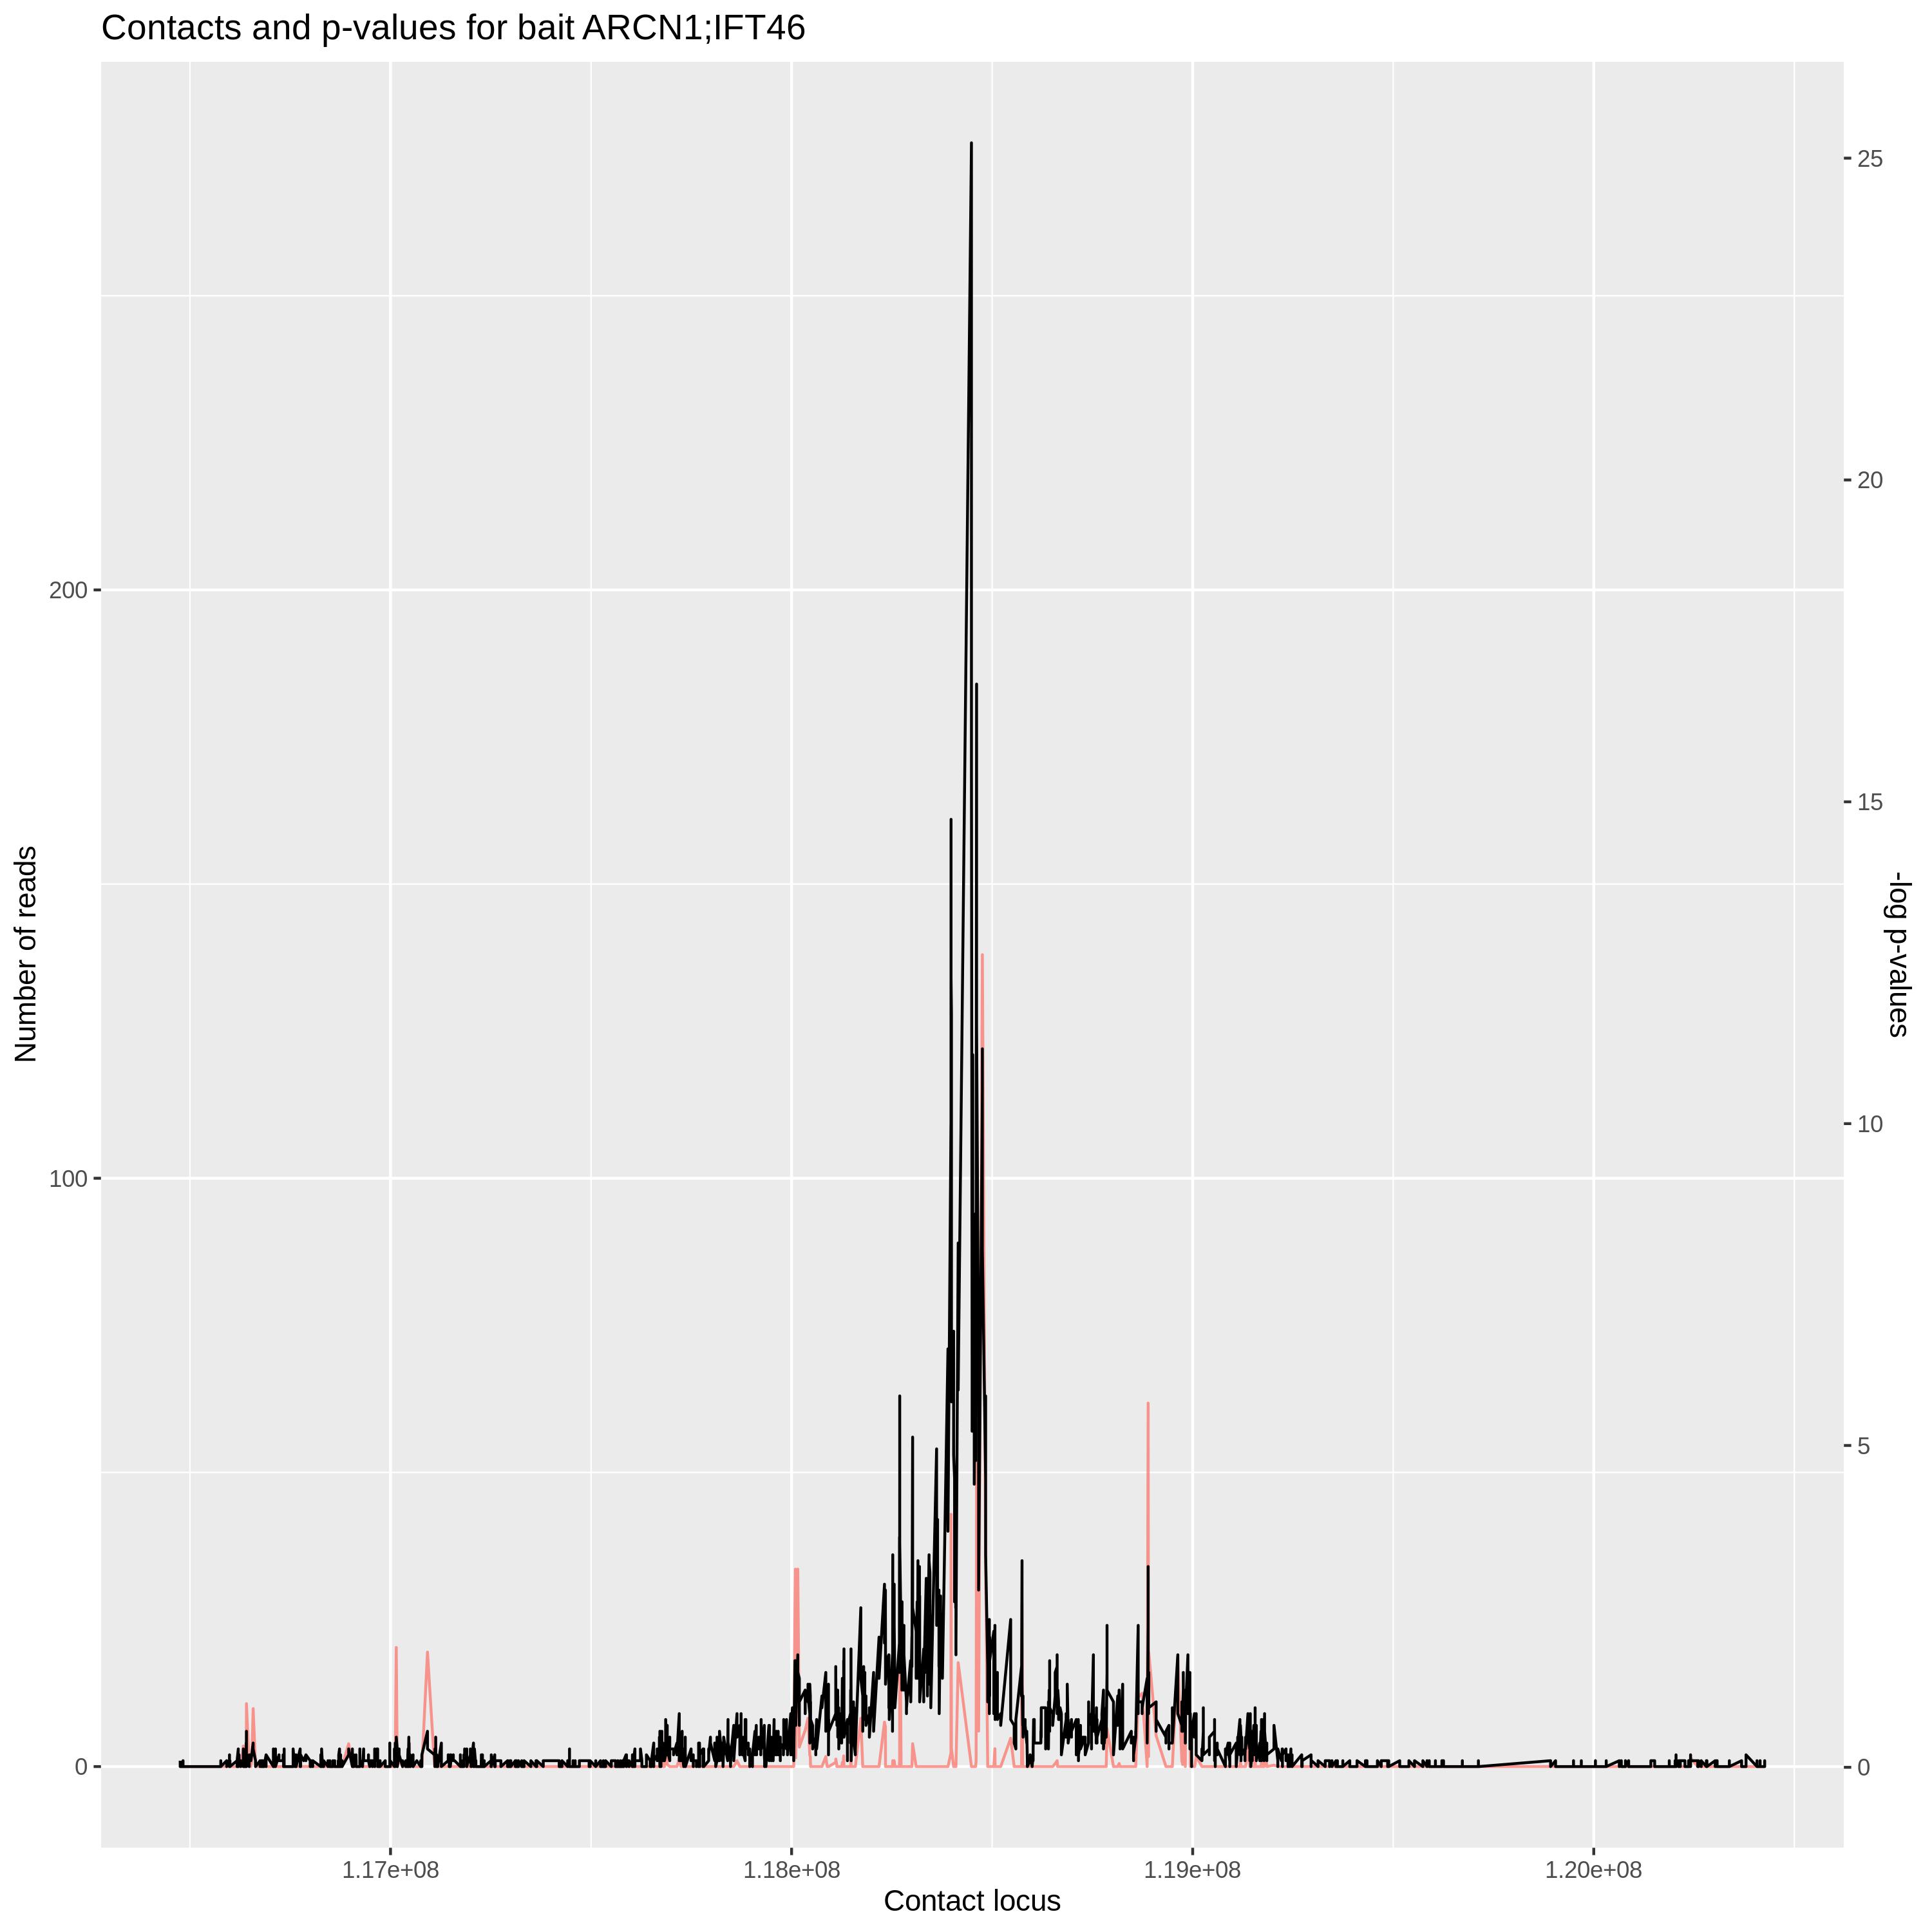 Contacts and p-values for bait ARCN1;IFT46
Number of reads
200
100
0
25
20
15
10
5
0
-log p-values
1.17e+08
1.18e+08
1.19e+08
1.20e+08
Contact locus